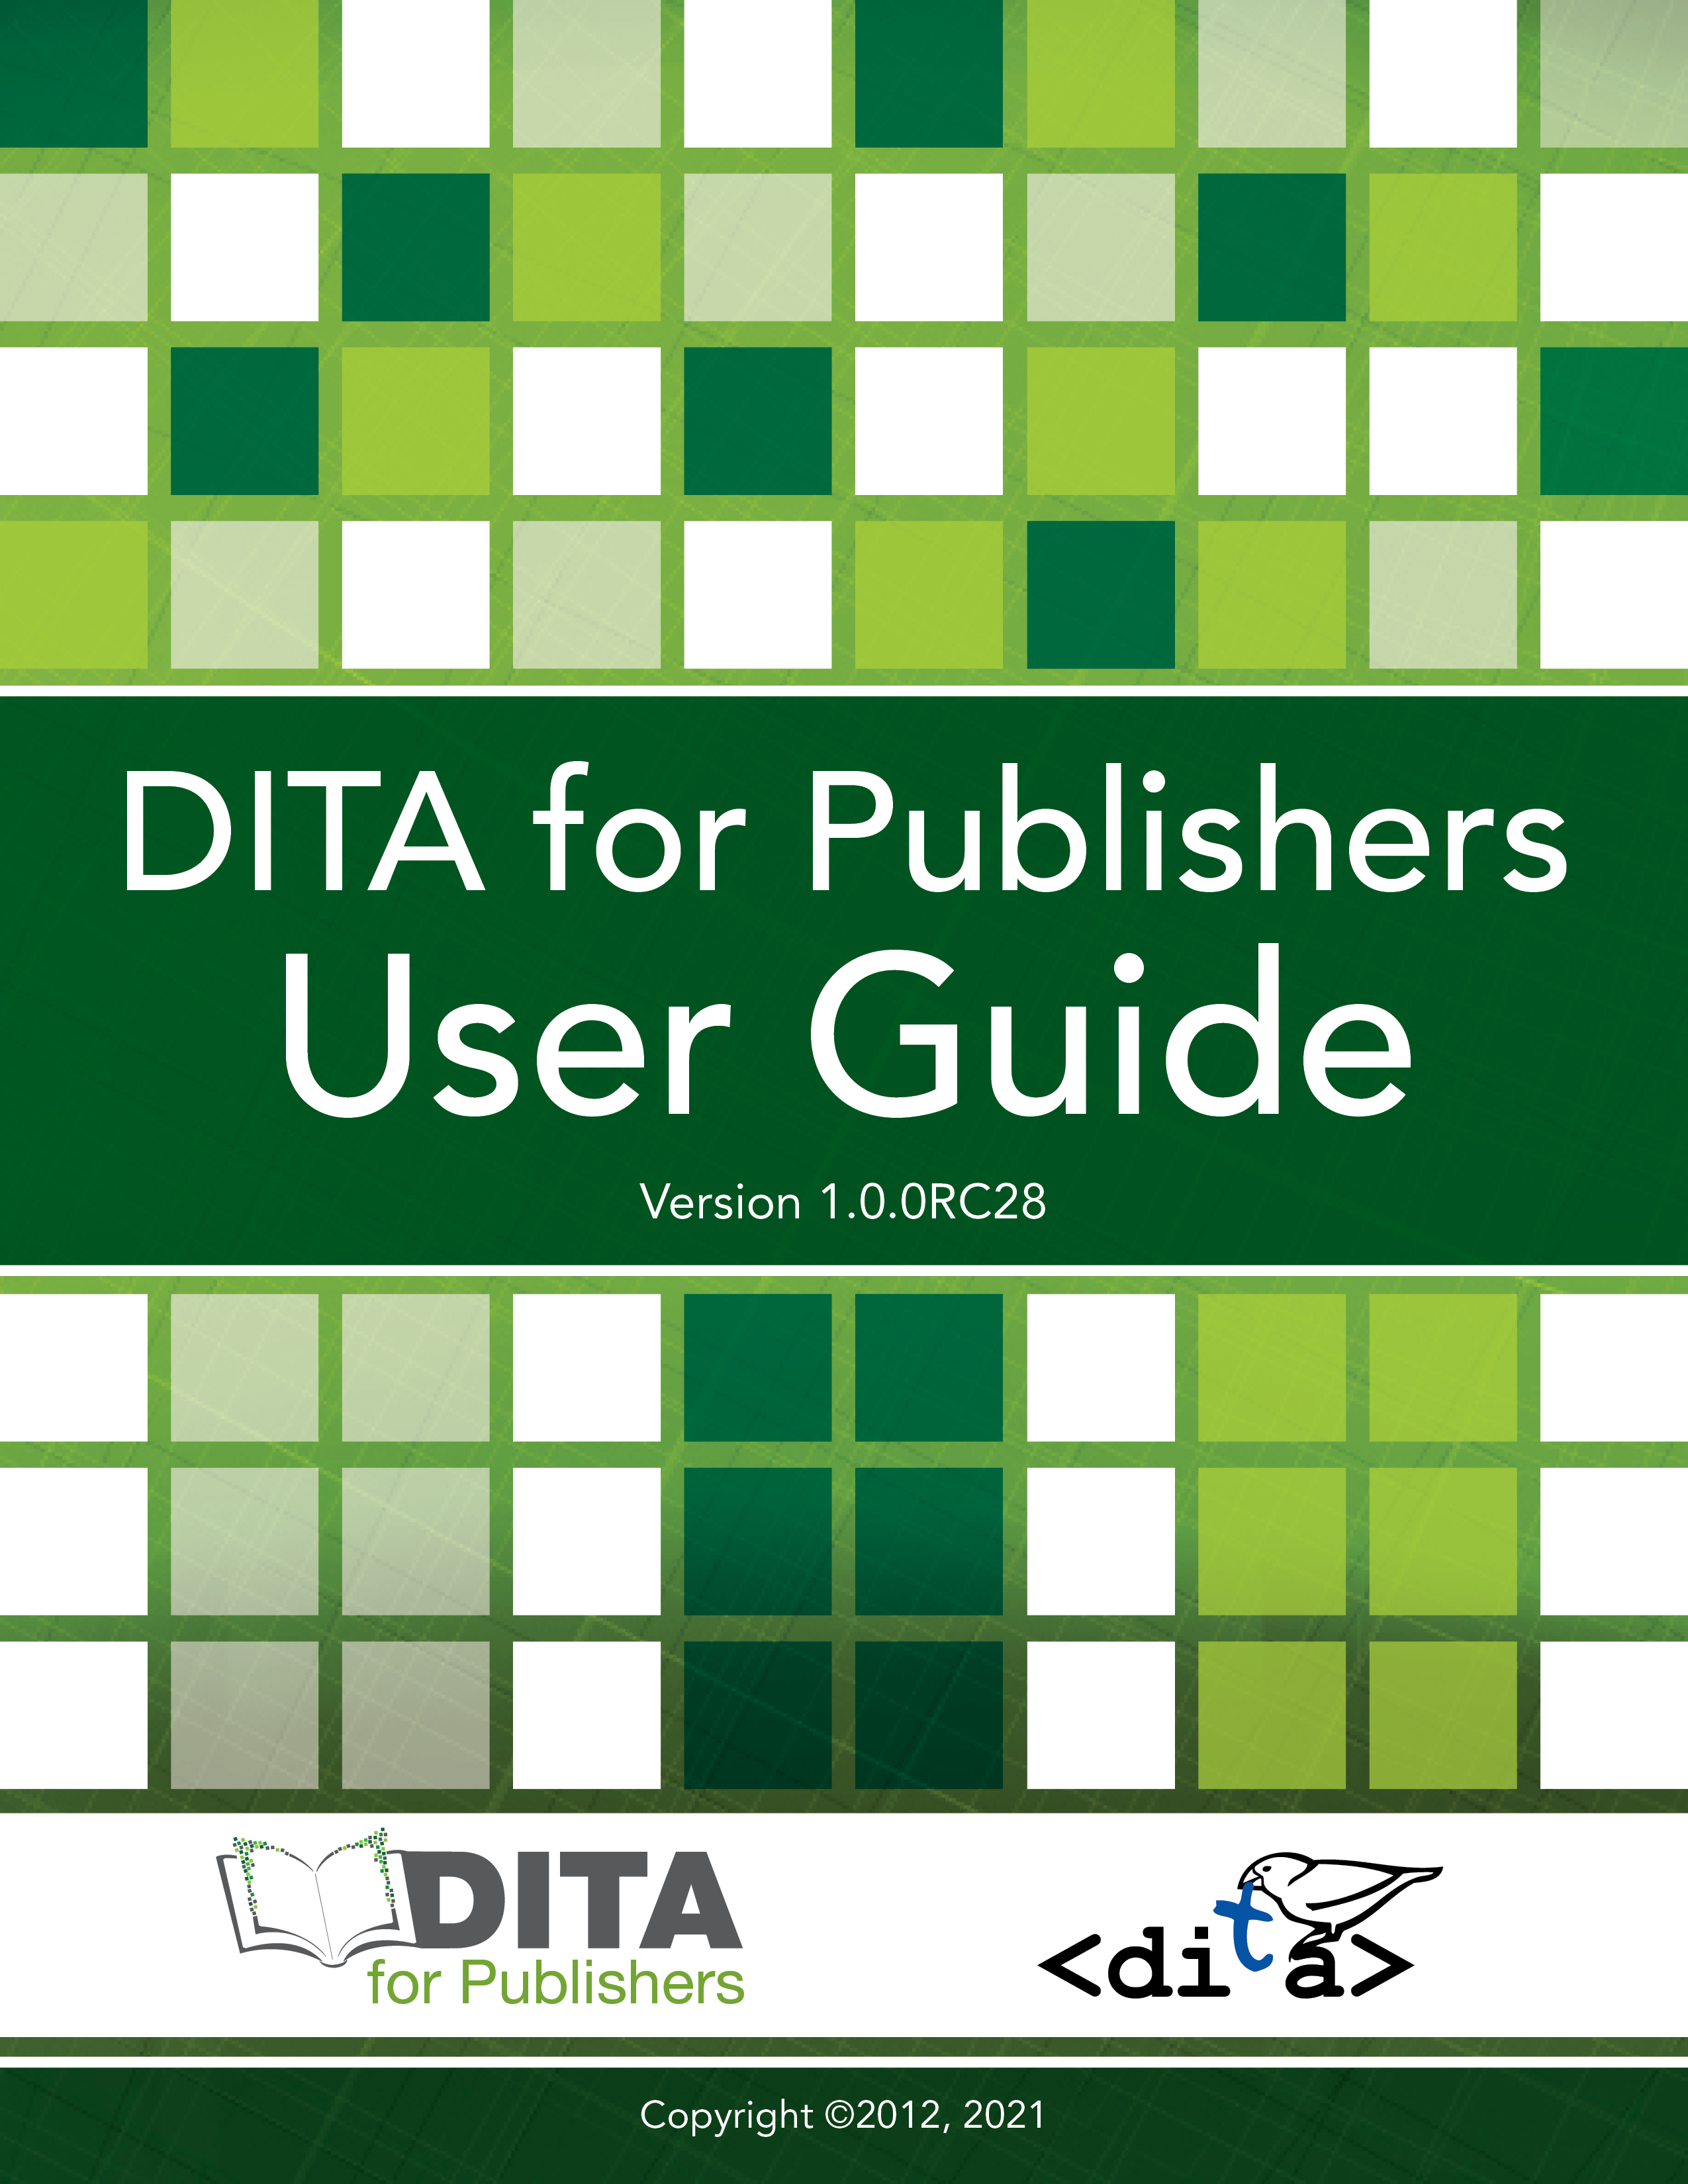 DITA for Publishers
User Guide
Version 1.0.0RC28
DITA
for Publishers
<dita>
Copyright ©2012, 2021